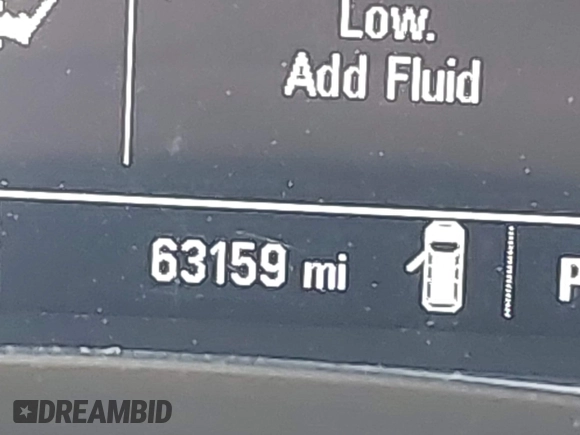 Low.
Add Fluid
63159 mi
P
DREAMBID